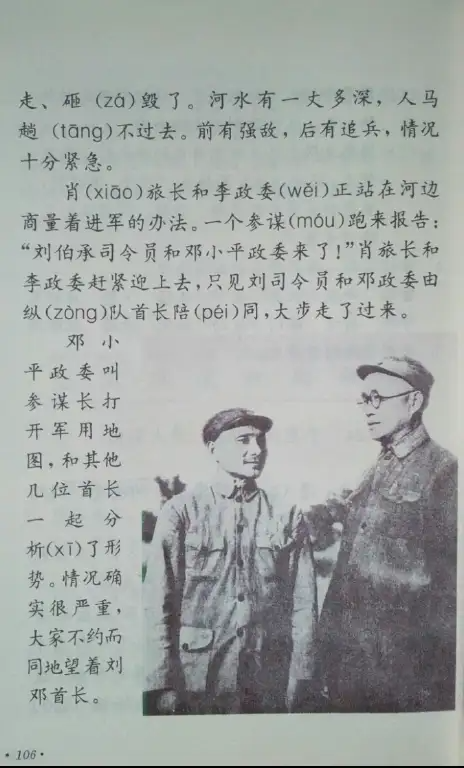 走、砸(zá)毁了。河水有一丈多深，人马
趟(tāng)不过去。前有强敌，后有追兵，情况
十分紧急。
肖(xiāo)旅长和李政委(wěi)正站在河边
商量着进军的办法。一个参谋(móu)跑来报告：
“刘伯承司令员和邓小平政委来了！”肖旅长和
李政委赶紧迎上去，只见刘司令员和邓政委由
纵(zòng)队首长陪(péi)同，大步走了过来。
邓小
平政委叫
参谋长打
开军用地
图，和其他
几位首长
一起分
析(xī)了形
势。情况确
实很严重，
大家不约而
同地望着刘
邓首长。
·106·